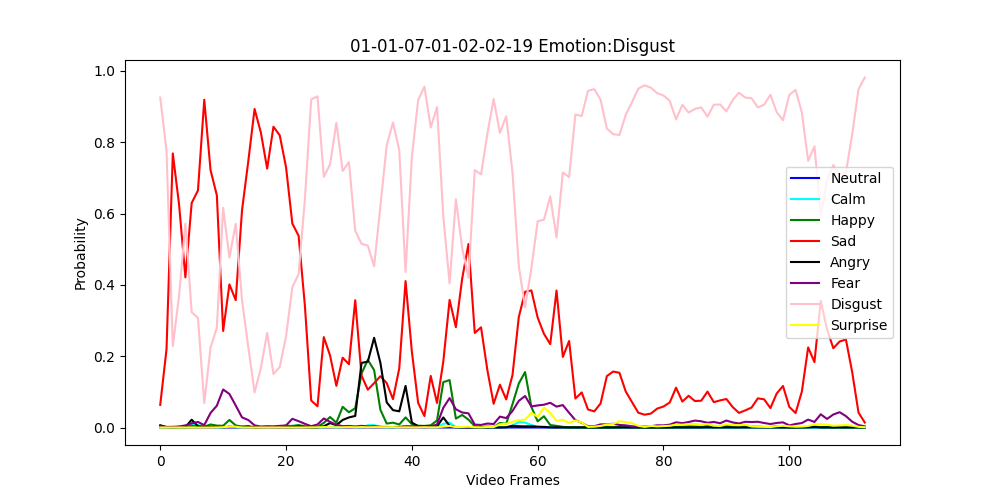 01-01-07-01-02-02-19 Emotion:Disgust
1.0
0.8
0.6
0.4
0.2
0.0
Probability
0 20 40 60 80 100
Video Frames
Neutral
Calm
Happy
Sad
Angry
Fear
Disgust
Surprise